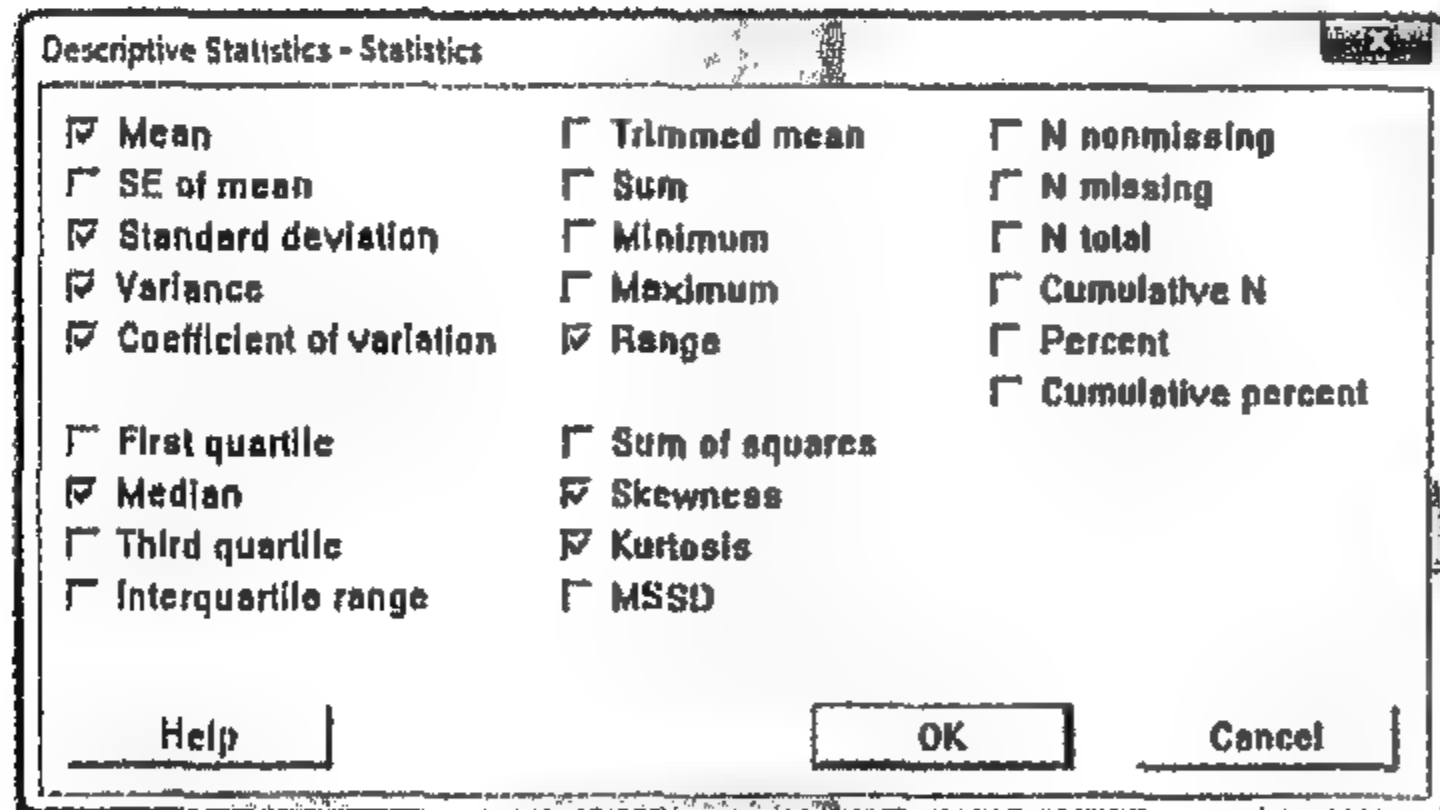 Descriptive Statistics - Statistics
Mean
SE of mean
Standard deviation
Variance
Coefficient of variation
First quartile
Median
Third quartile
Interquartile range
Trimmed mean
Sum
Minimum
Maximum
Range
Sum of squares
Skewness
Kurtosis
MSSD
N nonmissing
N missing
N total
Cumulative N
Percent
Cumulative percent
Help
OK
Cancel